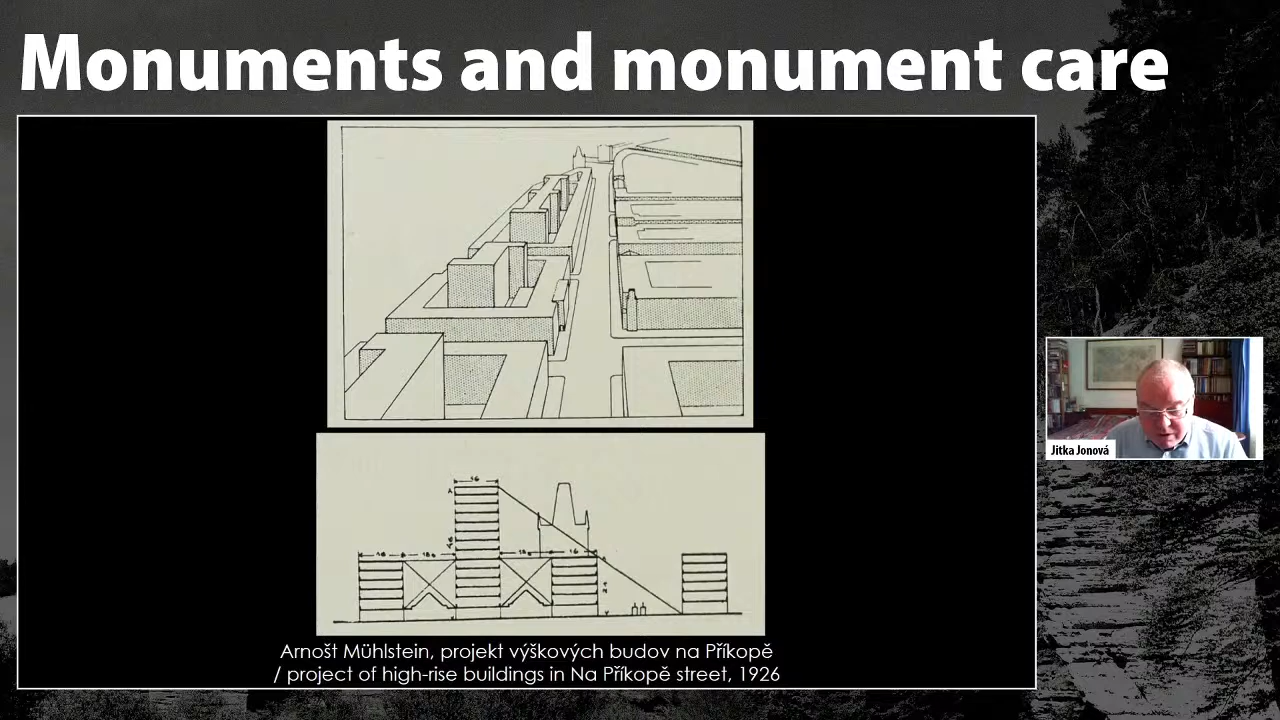 Monuments and monument care
Jitka Jonová
Arnošt Mühlstein, projekt výškových budov na Příkopě
/ project of high-rise buildings in Na Příkopě street, 1926